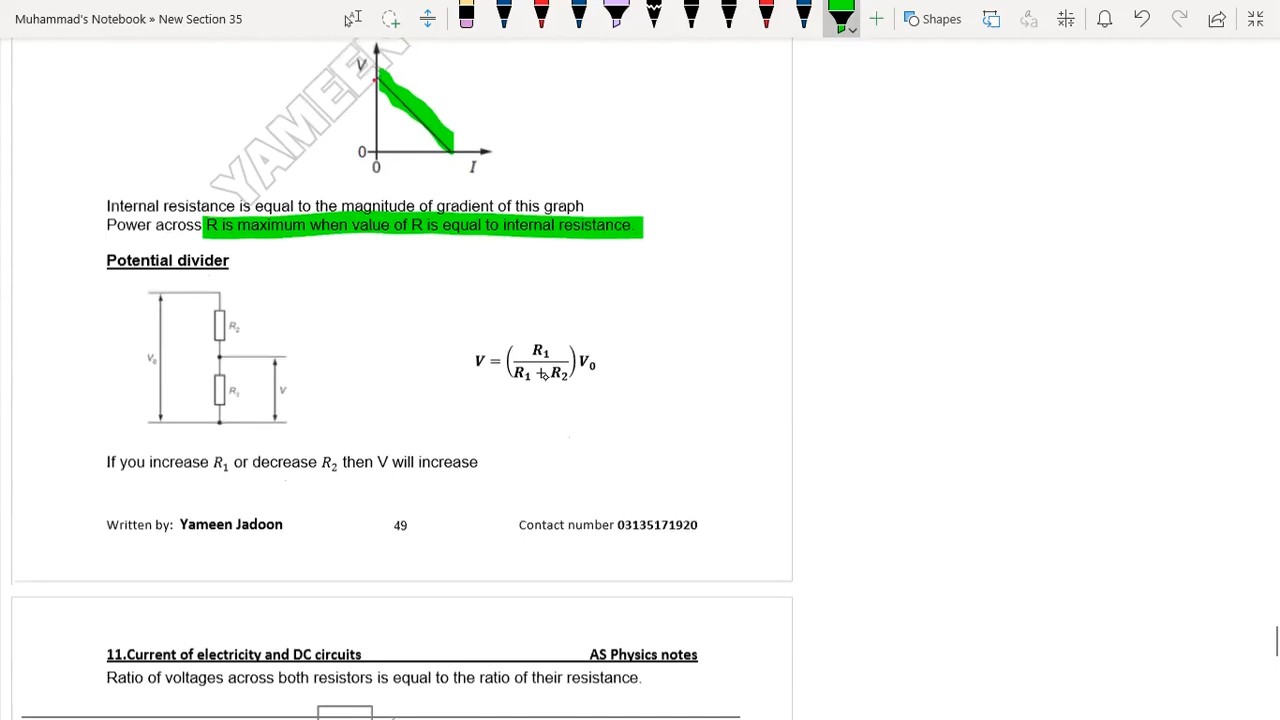 Muhammad's Notebook » New Section 35
Shapes
YAMEEN
V
0
0
I
Internal resistance is equal to the magnitude of gradient of this graph
Power across R is maximum when value of R is equal to internal resistance.
Potential divider
R₂
V₀
R₁
V
V = (R₁ / (R₁ + R₂)) V₀
If you increase R₁ or decrease R₂ then V will increase
Written by: Yameen Jadoon 49 Contact number 03135171920
11.Current of electricity and DC circuits AS Physics notes
Ratio of voltages across both resistors is equal to the ratio of their resistance.